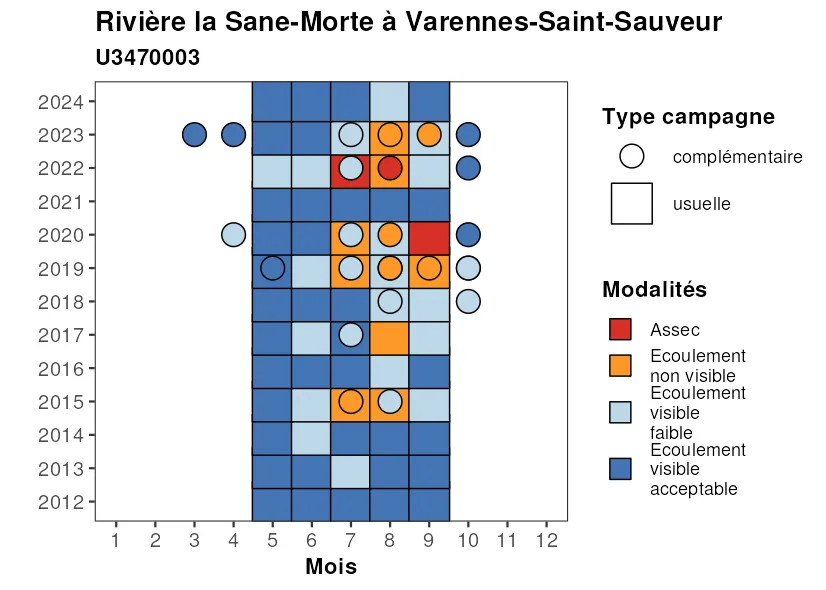 Rivière la Sane-Morte à Varennes-Saint-Sauveur
U3470003
2024
2023
2022
2021
2020
2019
2018
2017
2016
2015
2014
2013
2012
1 2 3 4 5 6 7 8 9 10 11 12
Mois
Type campagne
complémentaire
usuelle
Modalités
Assec
Ecoulement
non visible
Ecoulement
visible
faible
Ecoulement
visible
acceptable